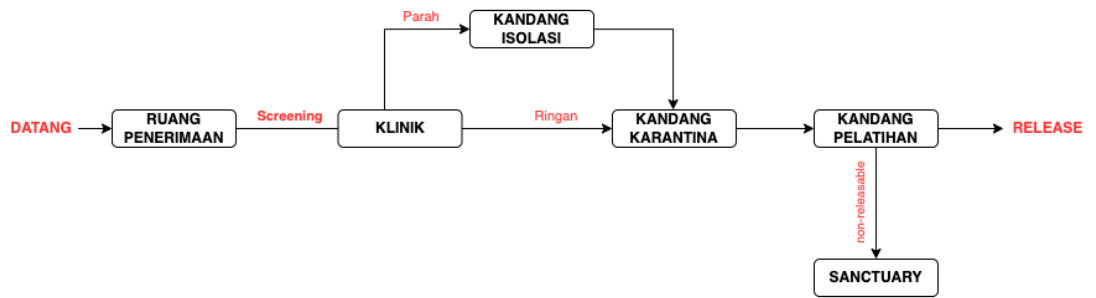 Parah
KANDANG
ISOLASI
DATANG
RUANG
PENERIMAAN
Screening
KLINIK
Ringan
KANDANG
KARANTINA
KANDANG
PELATIHAN
RELEASE
non-releasable
SANCTUARY